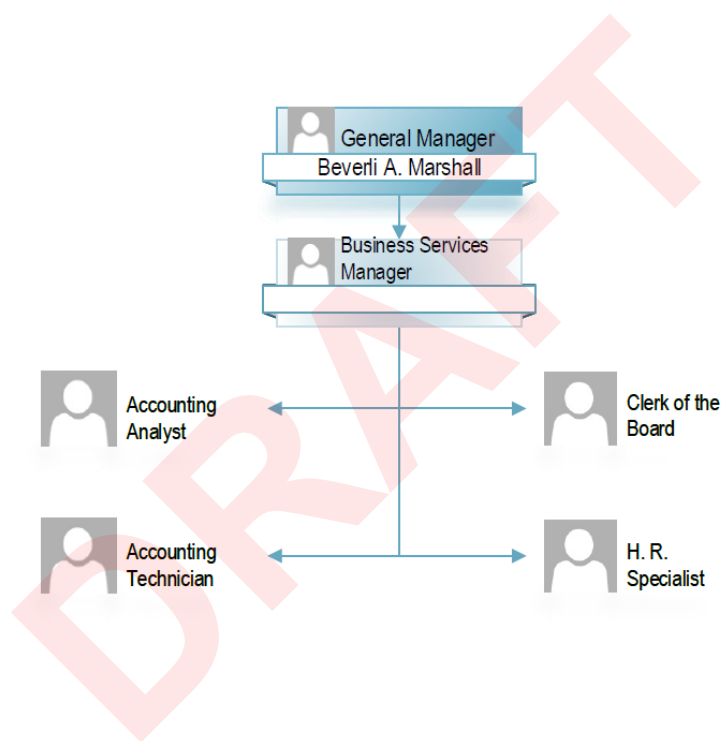 General Manager
Beverli A. Marshall
Business Services
Manager
Accounting
Analyst
Clerk of the
Board
Accounting
Technician
H. R.
Specialist
DRAFT